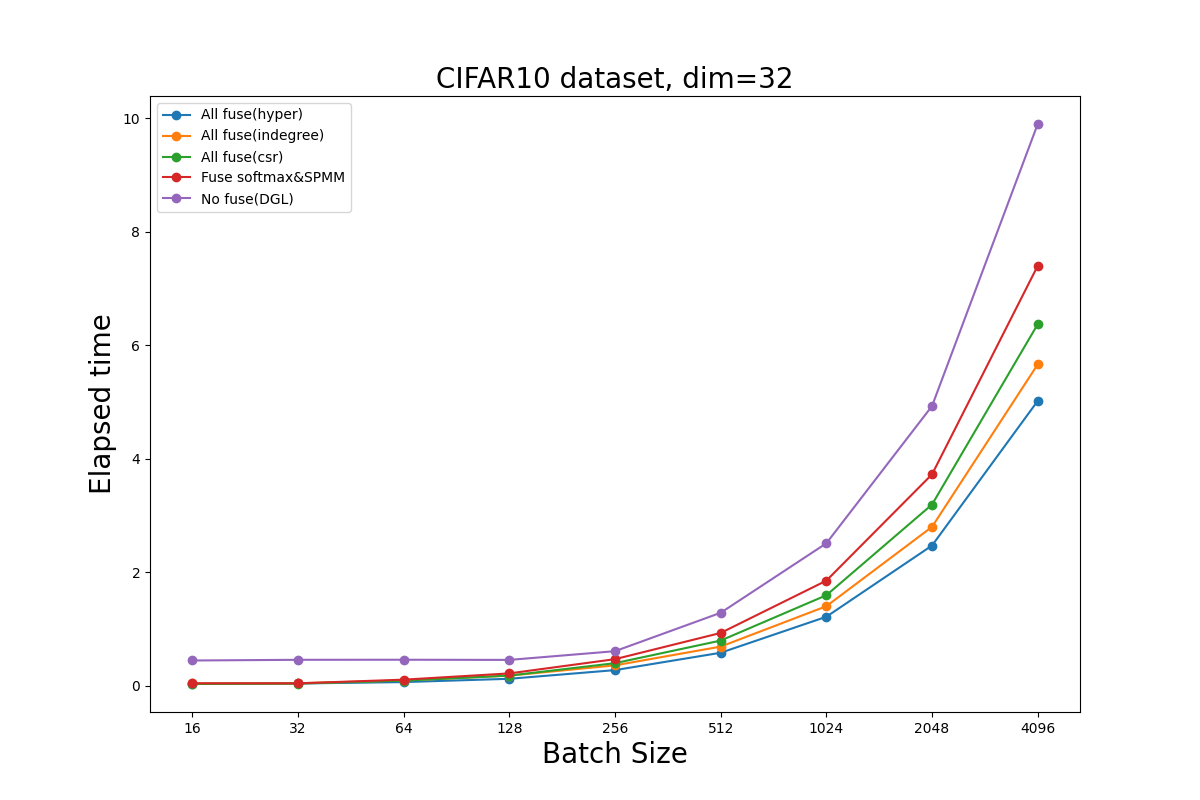 CIFAR10 dataset, dim=32
All fuse(hyper)
All fuse(indegree)
All fuse(csr)
Fuse softmax&SPMM
No fuse(DGL)
Elapsed time
10
8
6
4
2
0
16 32 64 128 256 512 1024 2048 4096
Batch Size